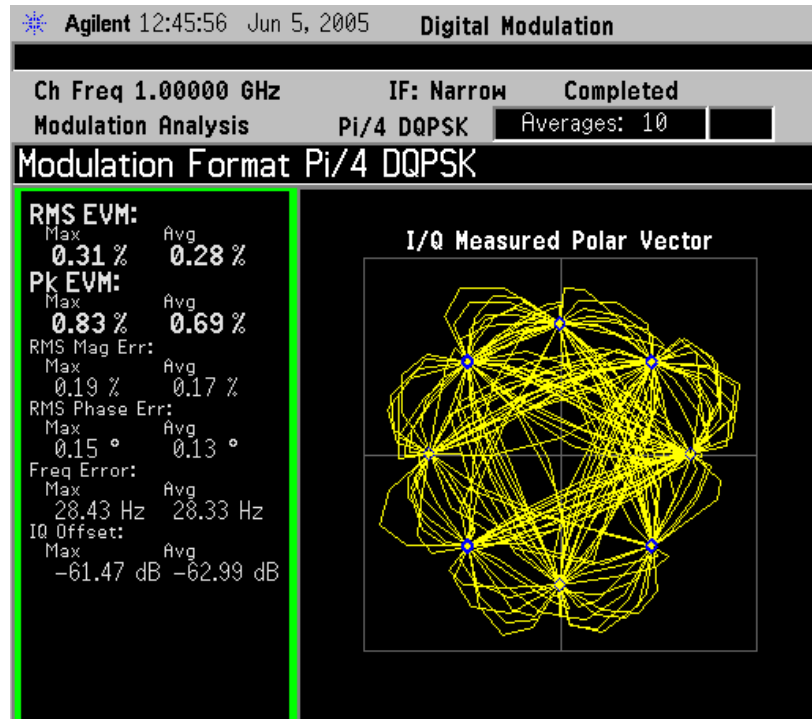 Agilent 12:45:56 Jun 5, 2005 Digital Modulation
Ch Freq 1.00000 GHz IF: Narrow Completed
Modulation Analysis Pi/4 DQPSK Averages: 10
Modulation Format Pi/4 DQPSK
RMS EVM:
Max Avg
0.31 % 0.28 %
Pk EVM:
Max Avg
0.83 % 0.69 %
RMS Mag Err:
Max Avg
0.19 % 0.17 %
RMS Phase Err:
Max Avg
0.15 ° 0.13 °
Freq Error:
Max Avg
28.43 Hz 28.33 Hz
IQ Offset:
Max Avg
-61.47 dB -62.99 dB
I/Q Measured Polar Vector